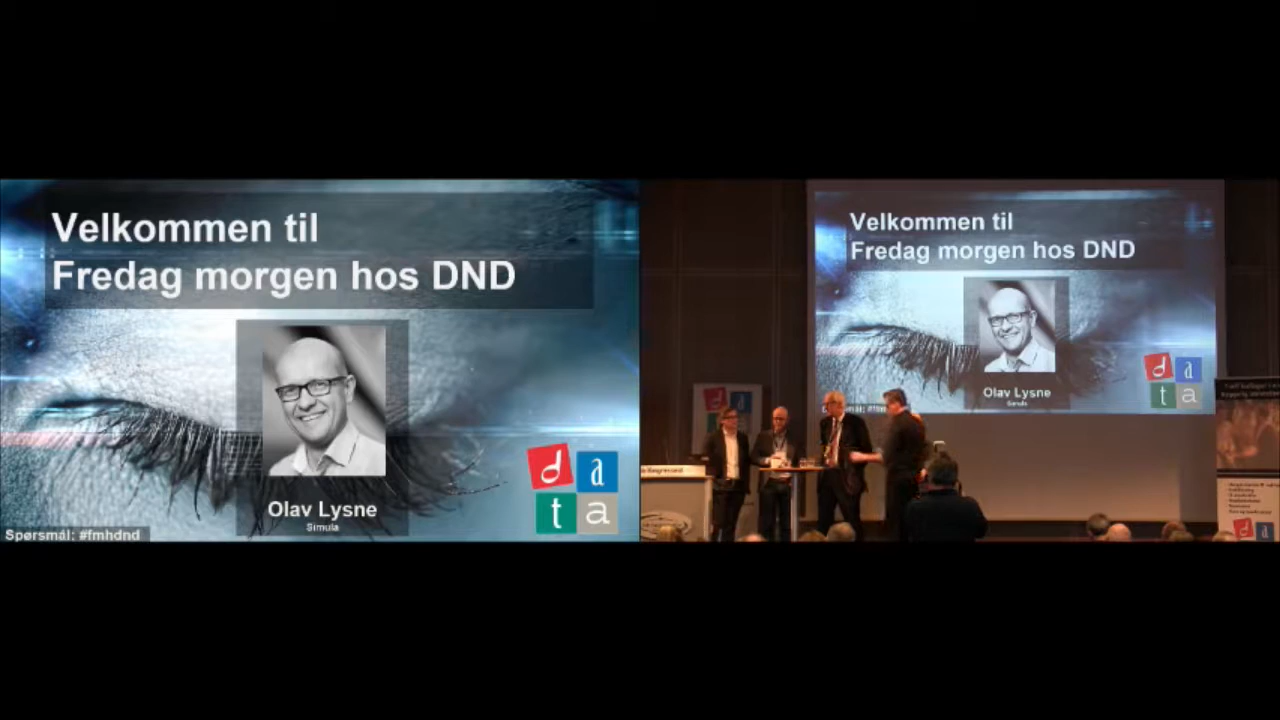 Velkommen til
Fredag morgen hos DND
Olav Lysne
Simula
d a
t a
Spørsmål: #fmhdnd
Velkommen til
Fredag morgen hos DND
Olav Lysne
Simula
d a
t a